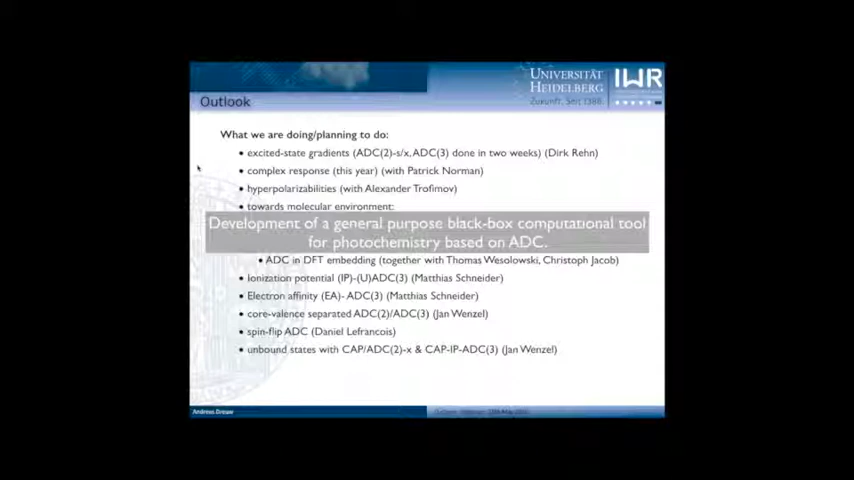 UNIVERSITÄT
HEIDELBERG
Zukunft. Seit 1386.
IWR
Outlook
What we are doing/planning to do:
• excited-state gradients (ADC(2)-s/x, ADC(3) done in two weeks) (Dirk Rehn)
• complex response (this year) (with Patrick Norman)
• hyperpolarizabilities (with Alexander Trofimov)
• towards molecular environment:
Development of a general purpose black-box computational tool
for photochemistry based on ADC.
• ADC in DFT embedding (together with Thomas Wesolowski, Christoph Jacob)
• Ionization potential (IP)-(U)ADC(3) (Matthias Schneider)
• Electron affinity (EA)- ADC(3) (Matthias Schneider)
• core-valence separated ADC(2)/ADC(3) (Jan Wenzel)
• spin-flip ADC (Daniel Lefrancois)
• unbound states with CAP/ADC(2)-x & CAP-IP-ADC(3) (Jan Wenzel)
Andreas Dreuw